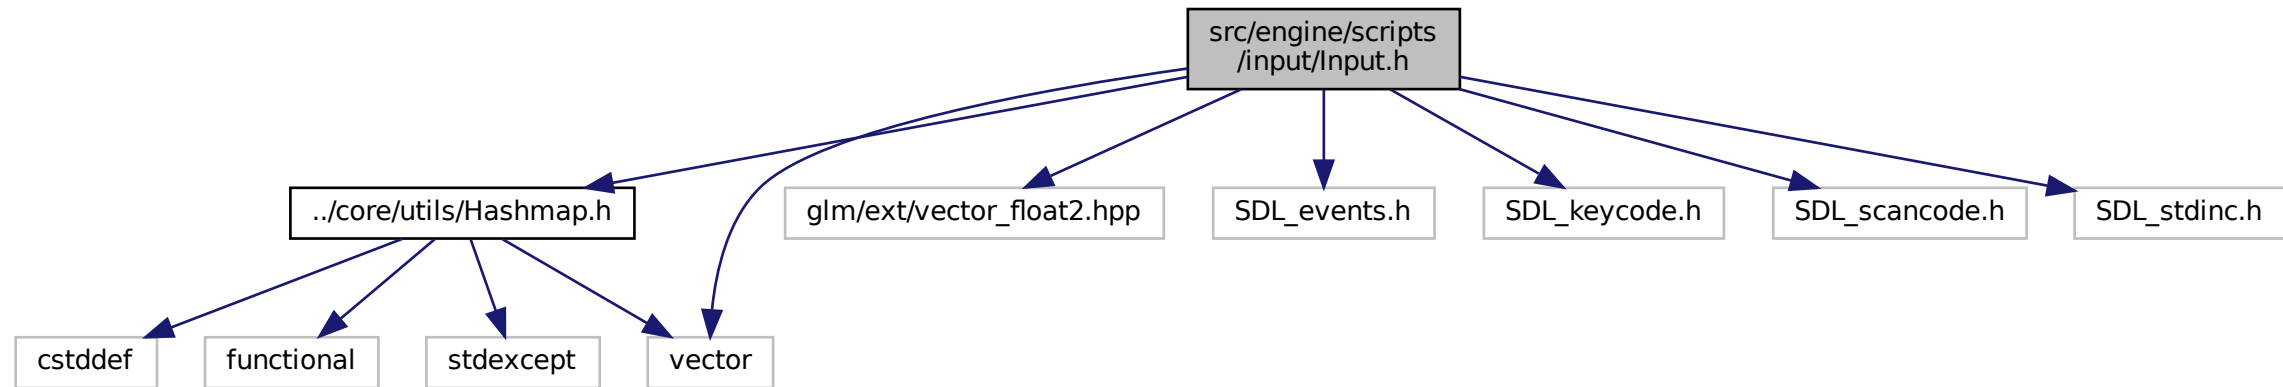 src/engine/scripts
/input/Input.h
../core/utils/Hashmap.h
glm/ext/vector_float2.hpp
SDL_events.h
SDL_keycode.h
SDL_scancode.h
SDL_stdinc.h
cstddef
functional
stdexcept
vector